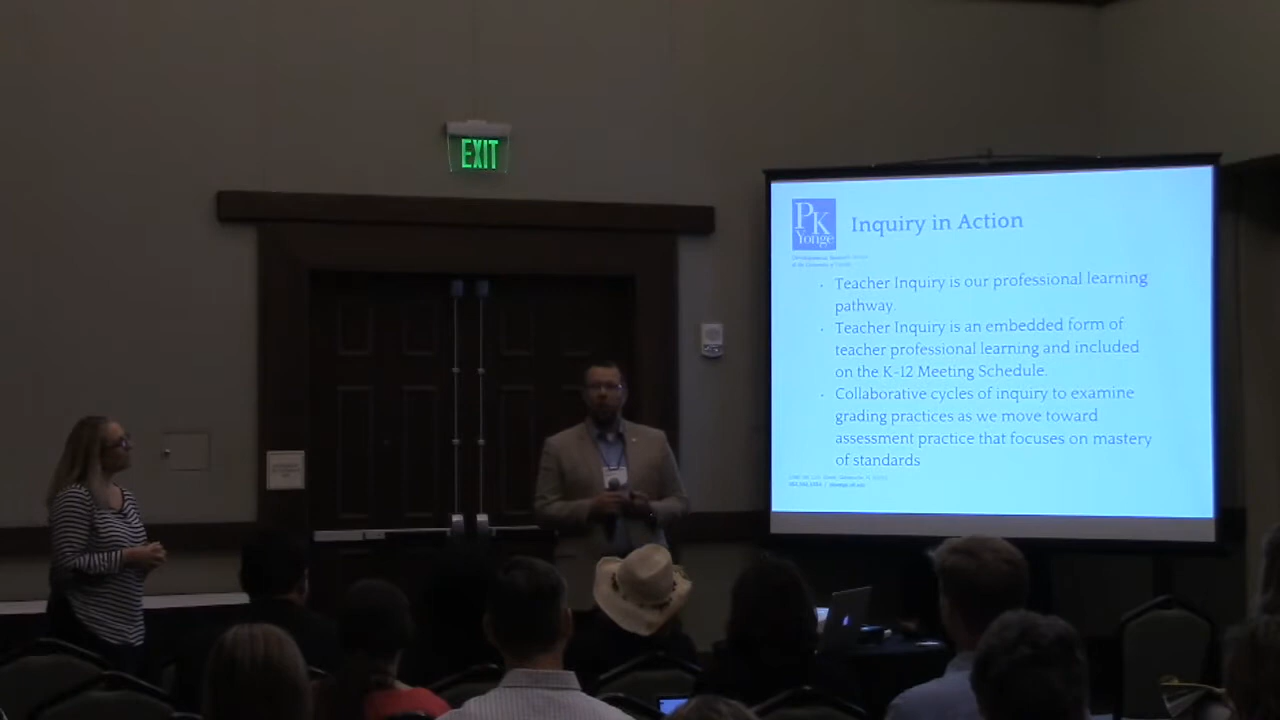 EXIT
PK
Yonge
Inquiry in Action
· Teacher Inquiry is our professional learning
pathway.
· Teacher Inquiry is an embedded form of
teacher professional learning and included
on the K-12 Meeting Schedule.
· Collaborative cycles of inquiry to examine
grading practices as we move toward
assessment practice that focuses on mastery
of standards